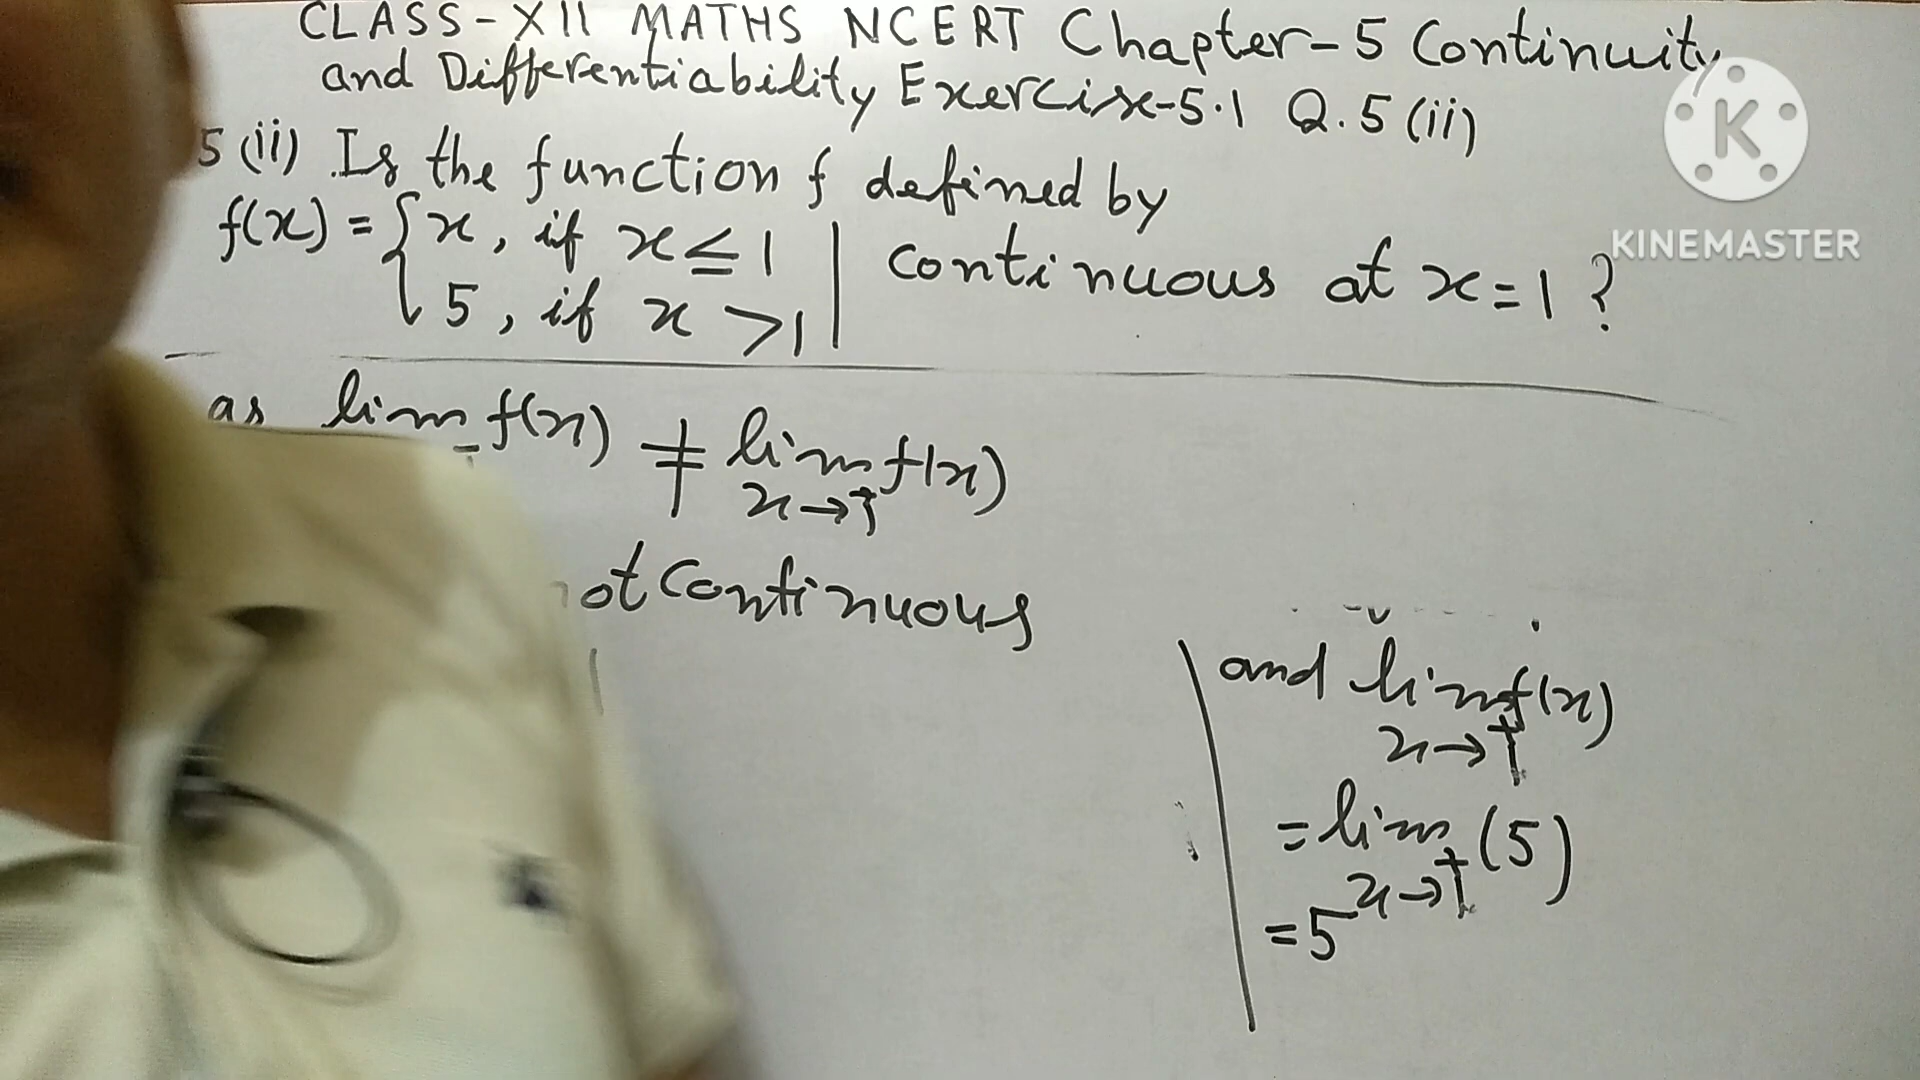 CLASS-XII MATHS NCERT Chapter-5 Continuity
and Differentiability Exercise-5.1 Q.5(ii)
5(ii) Is the function f defined by
f(x) = { x, if x ≤ 1
5, if x > 1 | continuous at x = 1 ?
as lim f(x) ≠ lim f(x)
x→1⁺
not continuous
and lim f(x)
x→1⁺
= lim (5)
x→1⁺
= 5
K
KINEMASTER